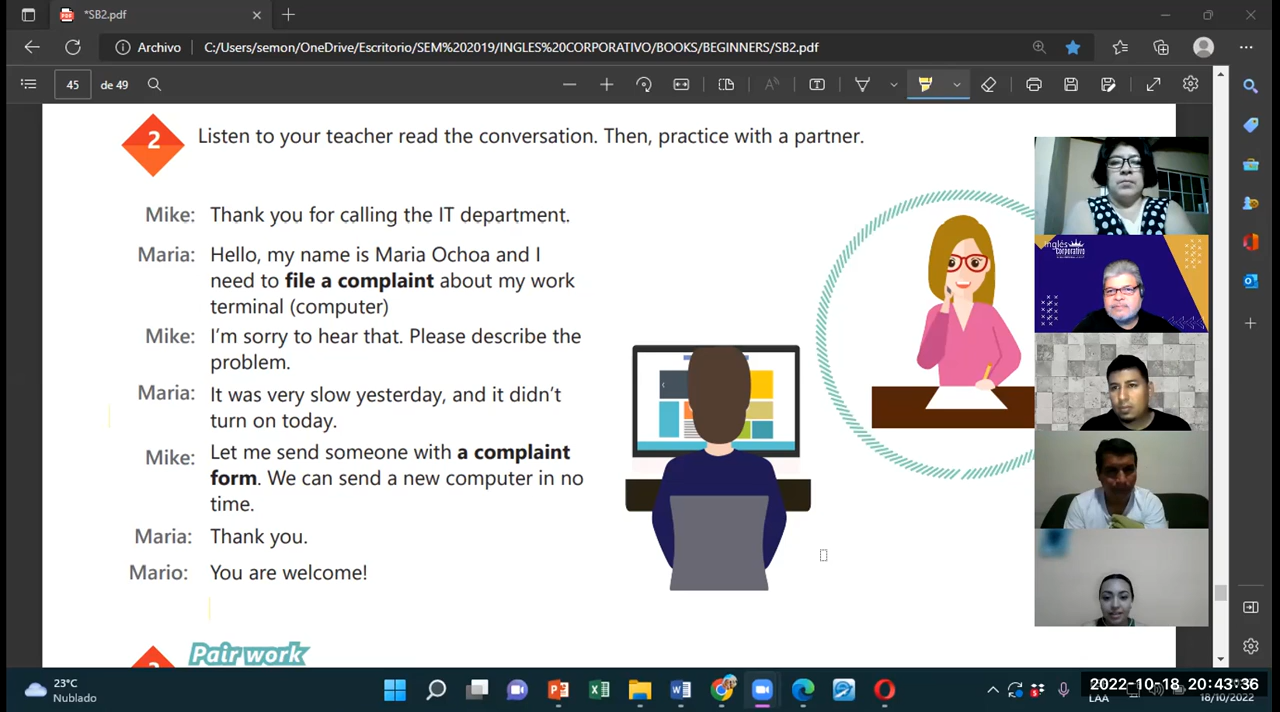 *SB2.pdf
Archivo
C:/Users/semon/OneDrive/Escritorio/SEM%202019/INGLES%20CORPORATIVO/BOOKS/BEGINNERS/SB2.pdf
45 de 49
2 Listen to your teacher read the conversation. Then, practice with a partner.
Mike: Thank you for calling the IT department.
Maria: Hello, my name is Maria Ochoa and I
need to file a complaint about my work
terminal (computer)
Mike: I'm sorry to hear that. Please describe the
problem.
Maria: It was very slow yesterday, and it didn't
turn on today.
Mike: Let me send someone with a complaint
form. We can send a new computer in no
time.
Maria: Thank you.
Mario: You are welcome!
Pair work
Inglés
Corporativo
23°C
Nublado
LAA
2022-10-18 20:43:36
18/10/2022